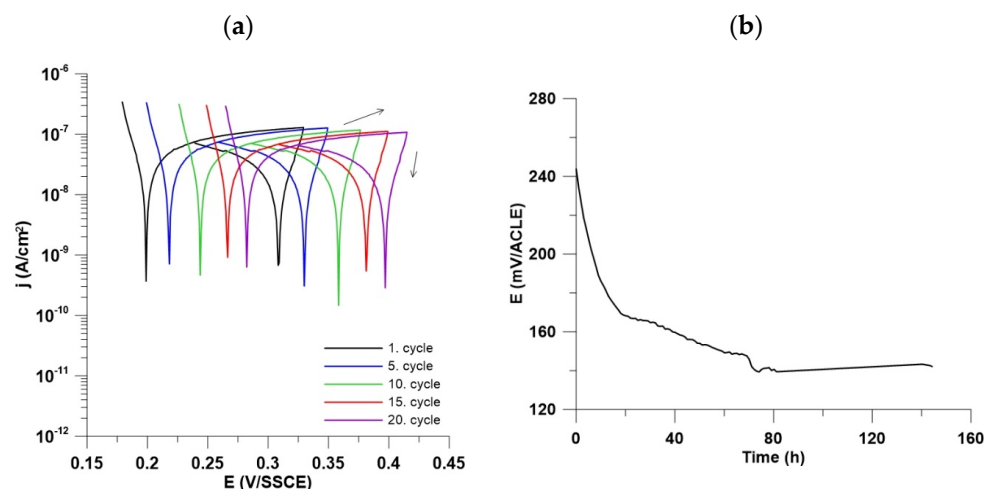 (a)
(b)
10⁻⁶
10⁻⁷
10⁻⁸
10⁻⁹
10⁻¹⁰
10⁻¹¹
10⁻¹²
j (A/cm²)
0.15 0.2 0.25 0.3 0.35 0.4 0.45
E (V/SSCE)
1. cycle
5. cycle
10. cycle
15. cycle
20. cycle
280
240
200
160
120
E (mV/ACLE)
0 40 80 120 160
Time (h)